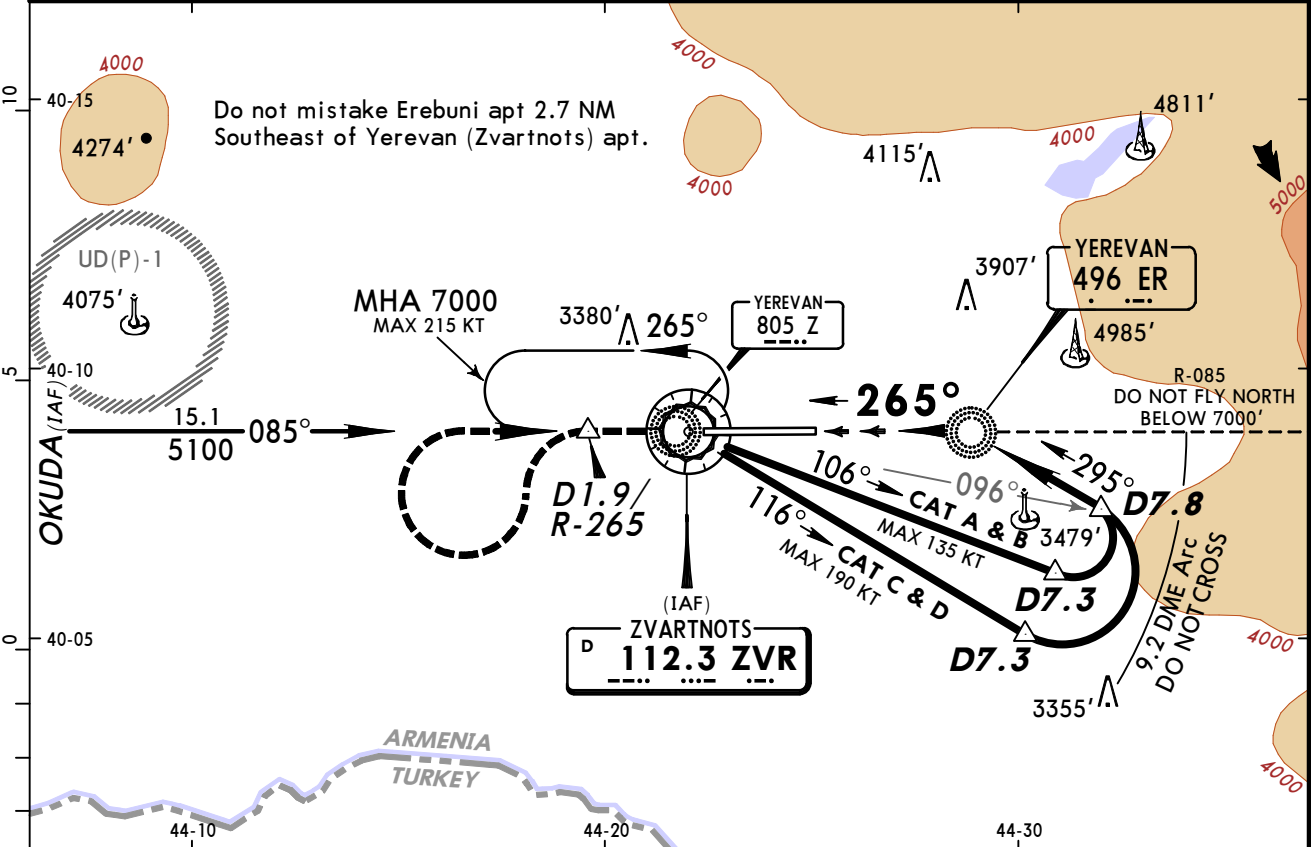 10
40-15
4000
4274'
Do not mistake Erebuni apt 2.7 NM
Southeast of Yerevan (Zvartnots) apt.
4000
4000
4000
4115'
4811'
5000
UD(P)-1
4075'
MHA 7000
MAX 215 KT
3380'
265°
YEREVAN
805 Z
3907'
YEREVAN
496 ER
4985'
5
40-10
OKUDA (IAF)
15.1
5100
085°
265°
R-085
DO NOT FLY NORTH
BELOW 7000'
D1.9/
R-265
106°
CAT A & B
MAX 135 KT
096°
295°
D7.8
3479'
116°
CAT C & D
MAX 190 KT
D7.3
D7.3
9.2 DME Arc
DO NOT CROSS
(IAF)
ZVARTNOTS
D 112.3 ZVR
0
40-05
3355'
4000
4000
ARMENIA
TURKEY
44-10
44-20
44-30